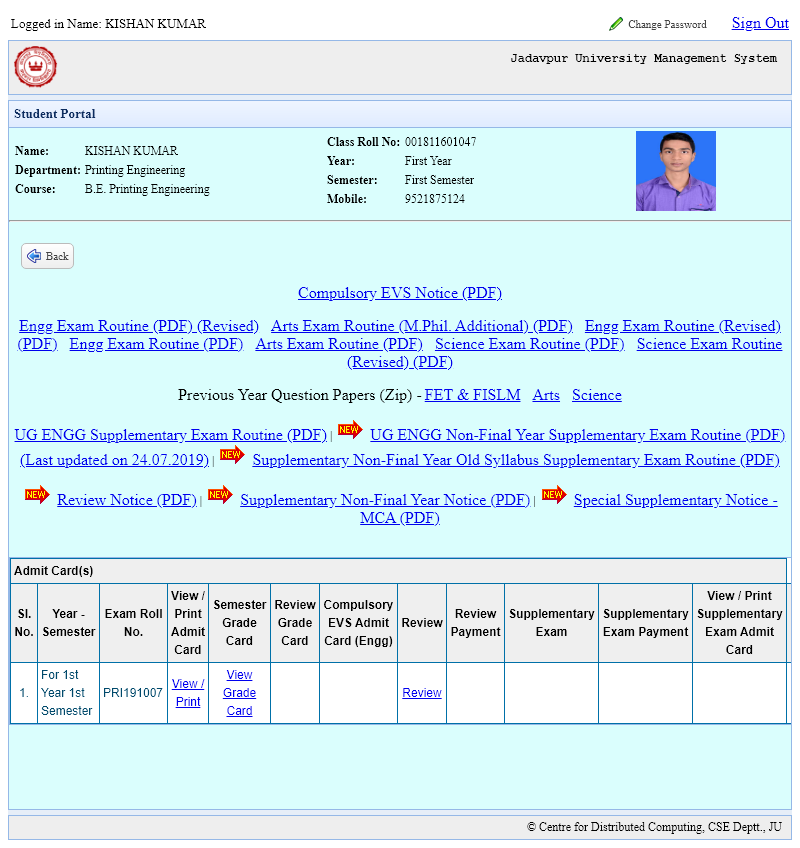 Logged in Name: KISHAN KUMAR
Change Password
Sign Out
Jadavpur University Management System
Student Portal
Name: KISHAN KUMAR
Department: Printing Engineering
Course: B.E. Printing Engineering
Class Roll No: 001811601047
Year: First Year
Semester: First Semester
Mobile: 9521875124
Back
Compulsory EVS Notice (PDF)
Engg Exam Routine (PDF) (Revised) Arts Exam Routine (M.Phil. Additional) (PDF) Engg Exam Routine (Revised)
(PDF) Engg Exam Routine (PDF) Arts Exam Routine (PDF) Science Exam Routine (PDF) Science Exam Routine
(Revised) (PDF)
Previous Year Question Papers (Zip) - FET & FISLM Arts Science
UG ENGG Supplementary Exam Routine (PDF) | NEW UG ENGG Non-Final Year Supplementary Exam Routine (PDF)
(Last updated on 24.07.2019) | NEW Supplementary Non-Final Year Old Syllabus Supplementary Exam Routine (PDF)
NEW Review Notice (PDF) | NEW Supplementary Non-Final Year Notice (PDF) | NEW Special Supplementary Notice -
MCA (PDF)
Admit Card(s)
Sl. No. Year - Semester Exam Roll No. View / Print Admit Card Semester Grade Card Review Grade Card Compulsory EVS Admit Card (Engg) Review Review Payment Supplementary Exam Supplementary Exam Payment View / Print Supplementary Exam Admit Card
1. For 1st Year 1st Semester PRI191007 View / Print View Grade Card Review
© Centre for Distributed Computing, CSE Deptt., JU